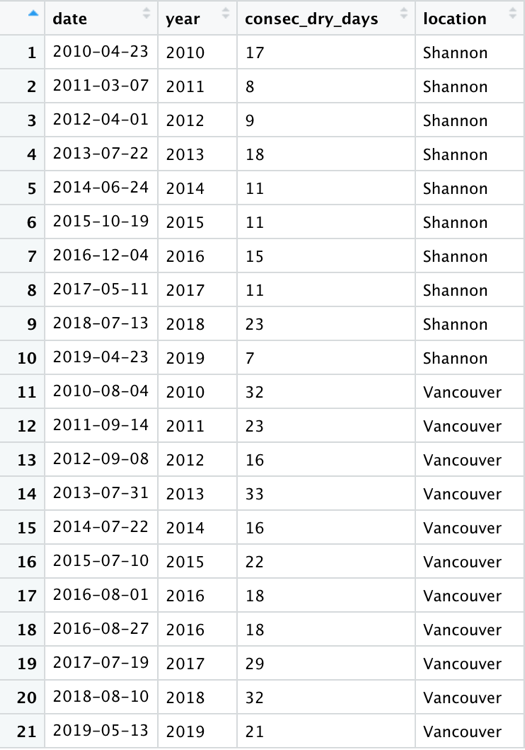 date year consec_dry_days location
1 2010-04-23 2010 17 Shannon
2 2011-03-07 2011 8 Shannon
3 2012-04-01 2012 9 Shannon
4 2013-07-22 2013 18 Shannon
5 2014-06-24 2014 11 Shannon
6 2015-10-19 2015 11 Shannon
7 2016-12-04 2016 15 Shannon
8 2017-05-11 2017 11 Shannon
9 2018-07-13 2018 23 Shannon
10 2019-04-23 2019 7 Shannon
11 2010-08-04 2010 32 Vancouver
12 2011-09-14 2011 23 Vancouver
13 2012-09-08 2012 16 Vancouver
14 2013-07-31 2013 33 Vancouver
15 2014-07-22 2014 16 Vancouver
16 2015-07-10 2015 22 Vancouver
17 2016-08-01 2016 18 Vancouver
18 2016-08-27 2016 18 Vancouver
19 2017-07-19 2017 29 Vancouver
20 2018-08-10 2018 32 Vancouver
21 2019-05-13 2019 21 Vancouver